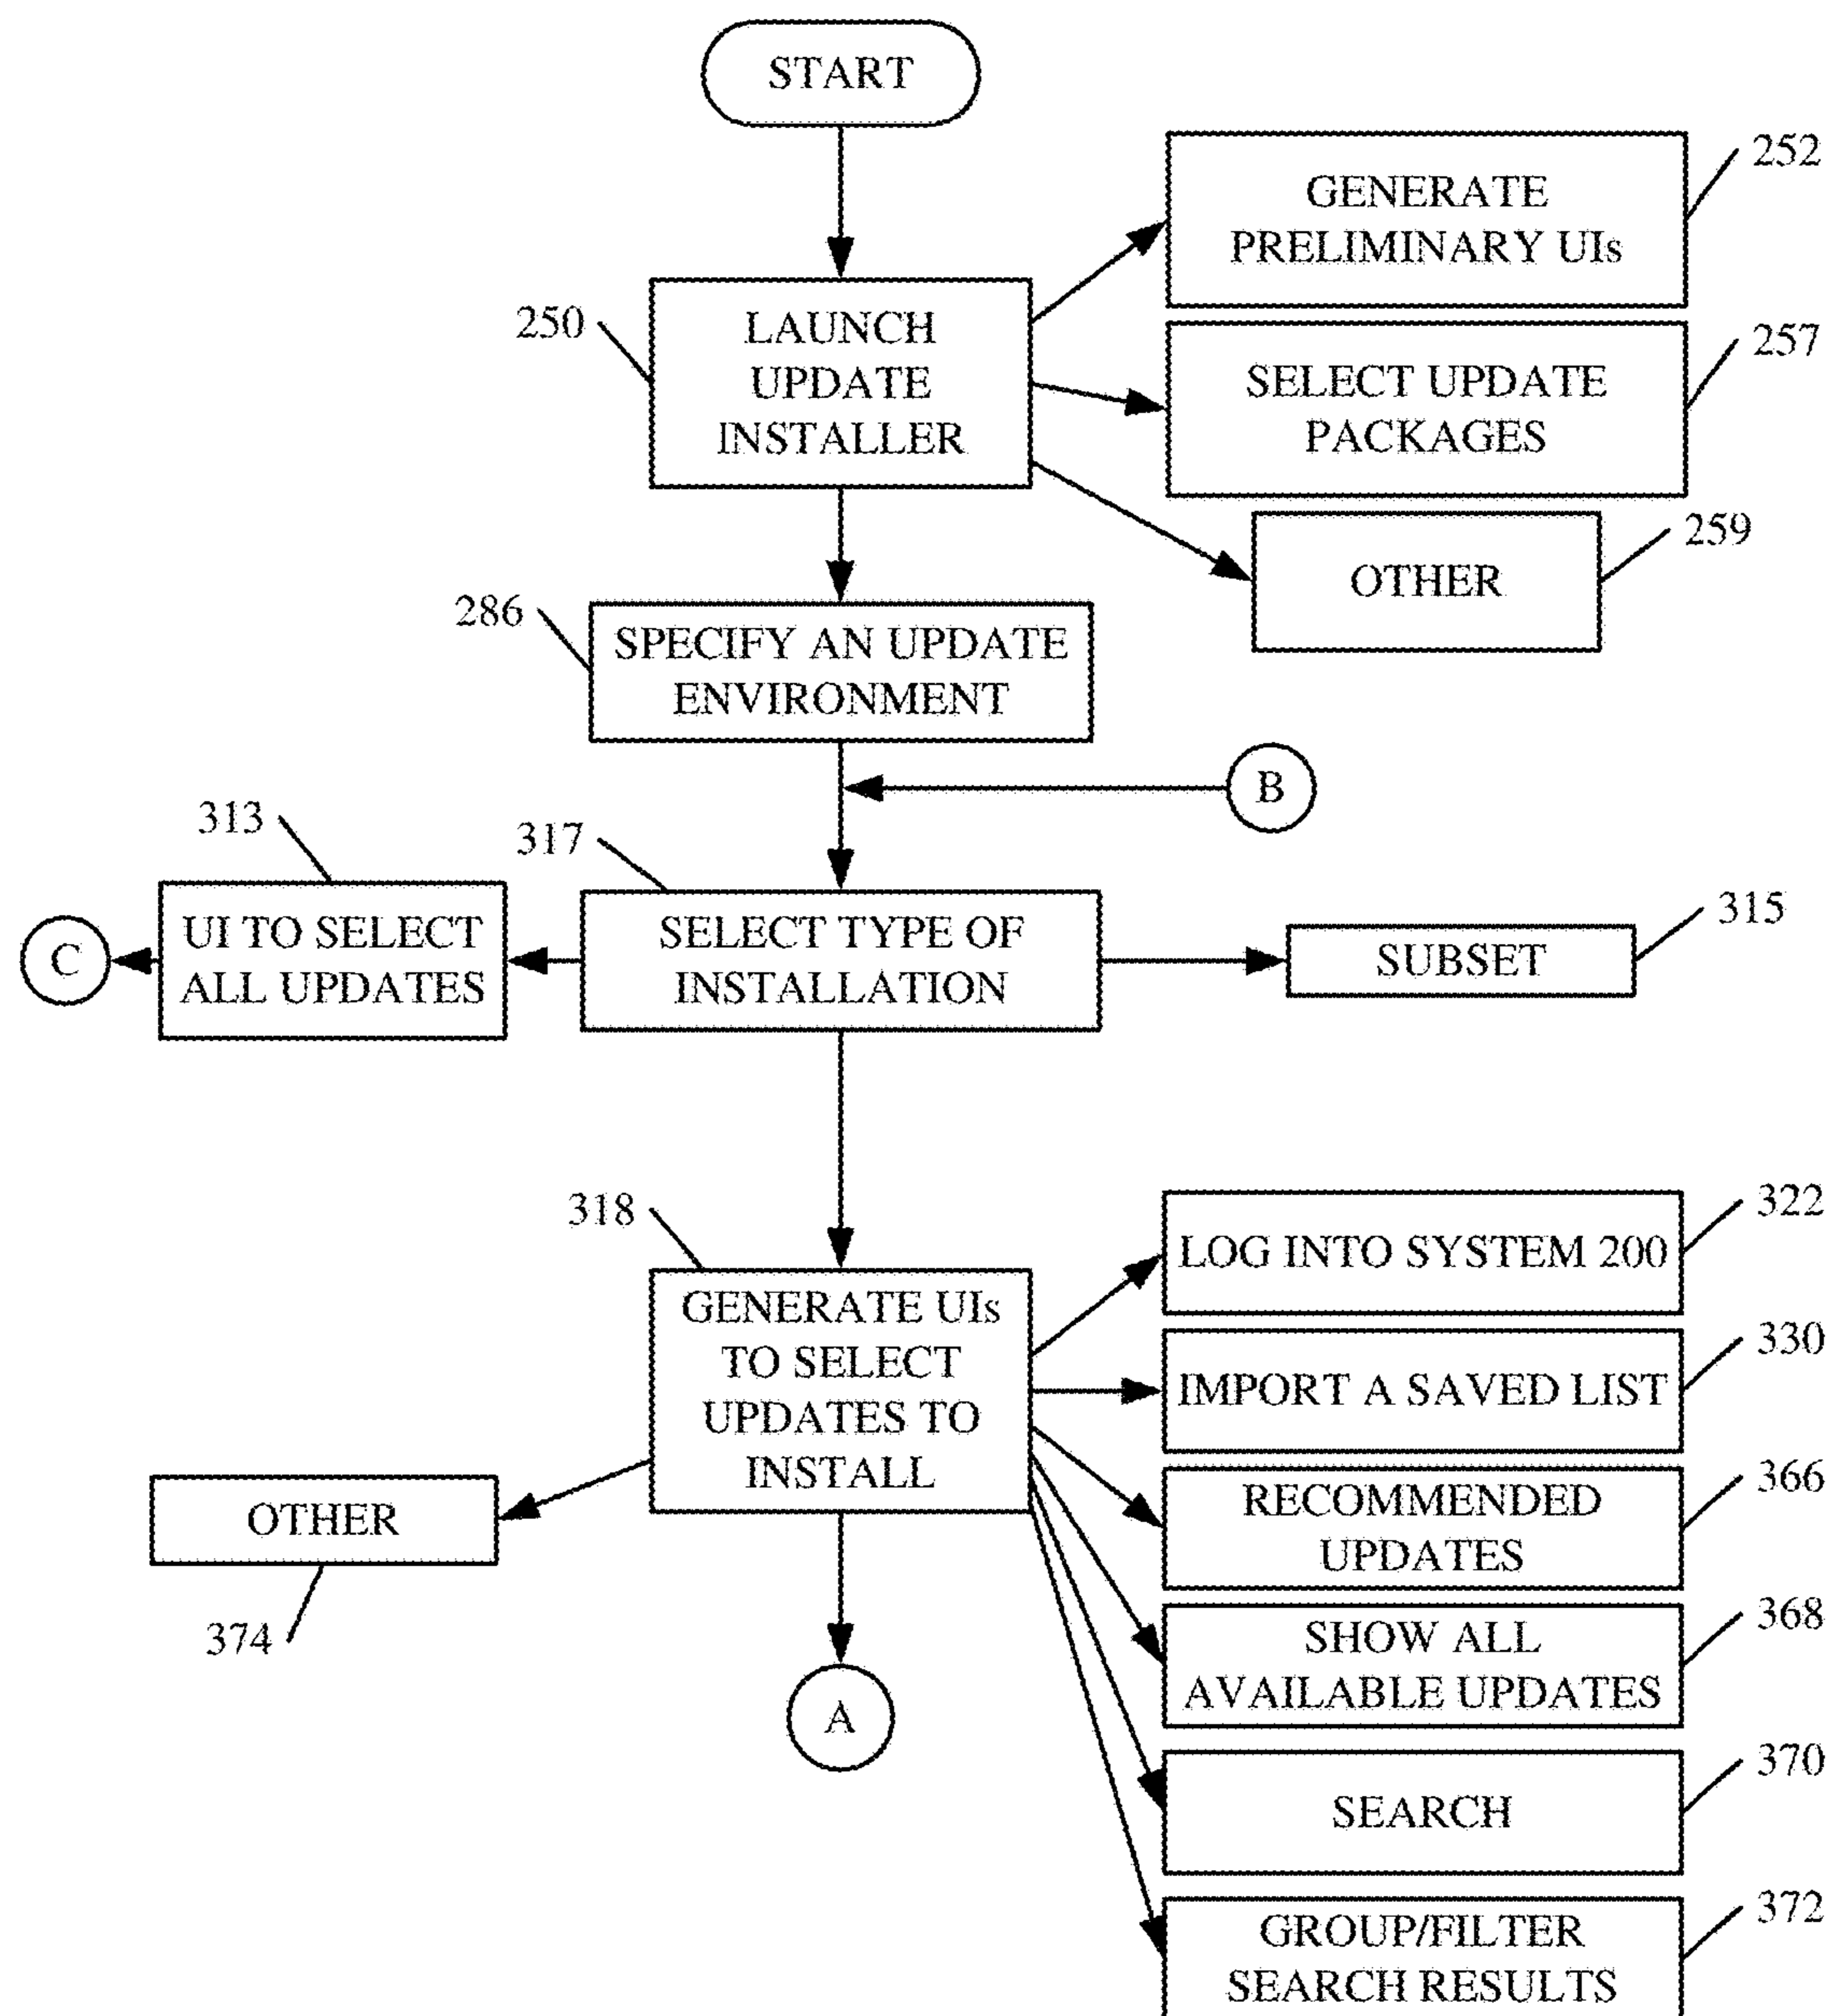 START
GENERATE
PRELIMINARY UIs
252
250
LAUNCH
UPDATE
INSTALLER
SELECT UPDATE
PACKAGES
257
OTHER
259
286
SPECIFY AN UPDATE
ENVIRONMENT
B
313
317
C
UI TO SELECT
ALL UPDATES
SELECT TYPE OF
INSTALLATION
SUBSET
315
318
GENERATE UIs
TO SELECT
UPDATES TO
INSTALL
LOG INTO SYSTEM 200
322
IMPORT A SAVED LIST
330
RECOMMENDED
UPDATES
366
OTHER
374
SHOW ALL
AVAILABLE UPDATES
368
A
SEARCH
370
GROUP/FILTER
SEARCH RESULTS
372